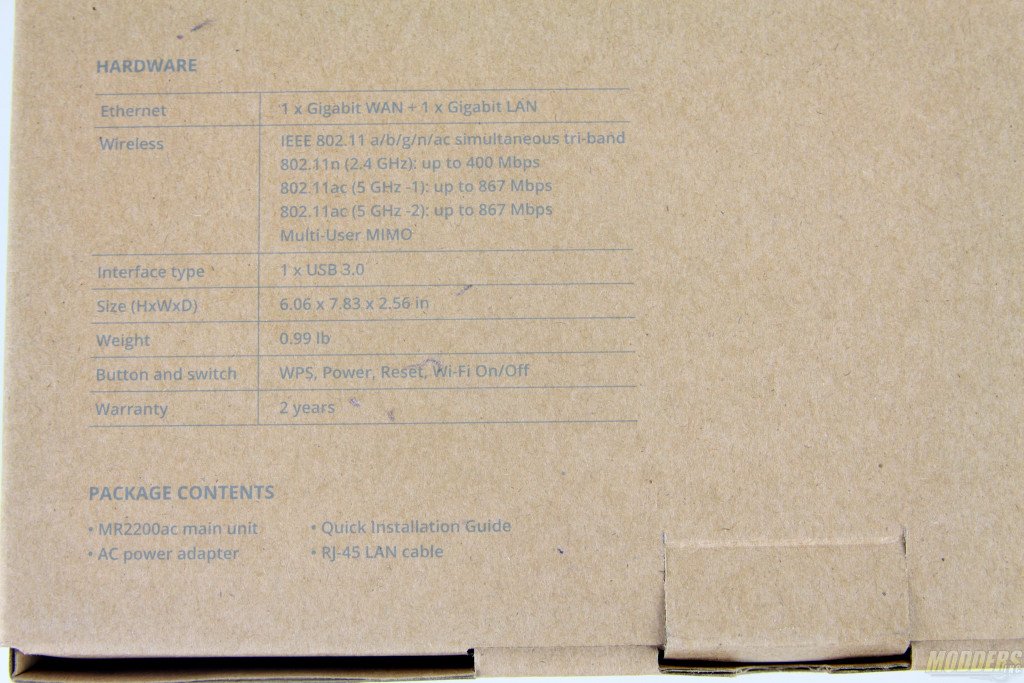 HARDWARE
Ethernet 1 x Gigabit WAN + 1 x Gigabit LAN
Wireless IEEE 802.11 a/b/g/n/ac simultaneous tri-band
802.11n (2.4 GHz): up to 400 Mbps
802.11ac (5 GHz -1): up to 867 Mbps
802.11ac (5 GHz -2): up to 867 Mbps
Multi-User MIMO
Interface type 1 x USB 3.0
Size (HxWxD) 6.06 x 7.83 x 2.56 in
Weight 0.99 lb
Button and switch WPS, Power, Reset, Wi-Fi On/Off
Warranty 2 years
PACKAGE CONTENTS
• MR2200ac main unit • Quick Installation Guide
• AC power adapter • RJ-45 LAN cable
MODDERS